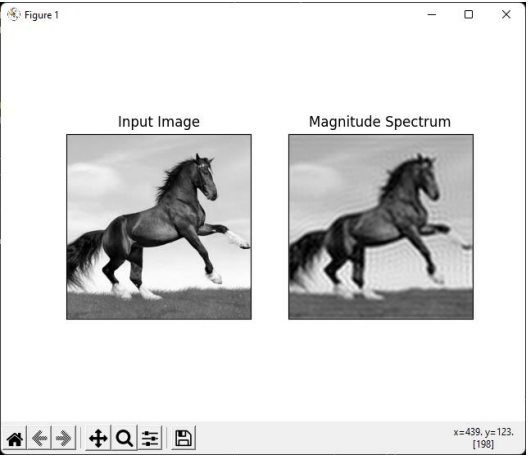 Figure 1
Input Image
Magnitude Spectrum
x=439. y=123.
[198]